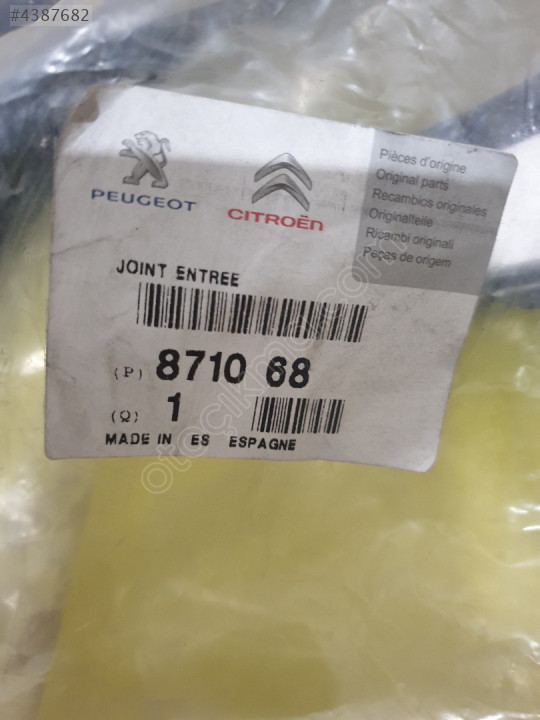 #4387682
PEUGEOT
CITROËN
Pièces d'origine
Original parts
Recambios originales
Originalteile
Ricambi originali
Peças de origem
JOINT ENTREE
(P) 8710 68
(Q) 1
MADE IN ES ESPAGNE